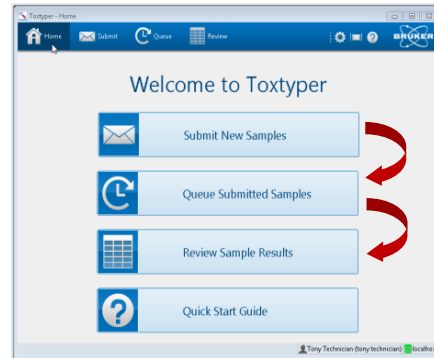 Toxtyper - Home
Home Submit Queue Review BRUKER
Welcome to Toxtyper
Submit New Samples
Queue Submitted Samples
Review Sample Results
Quick Start Guide
Tony Technician (tony technician) localho